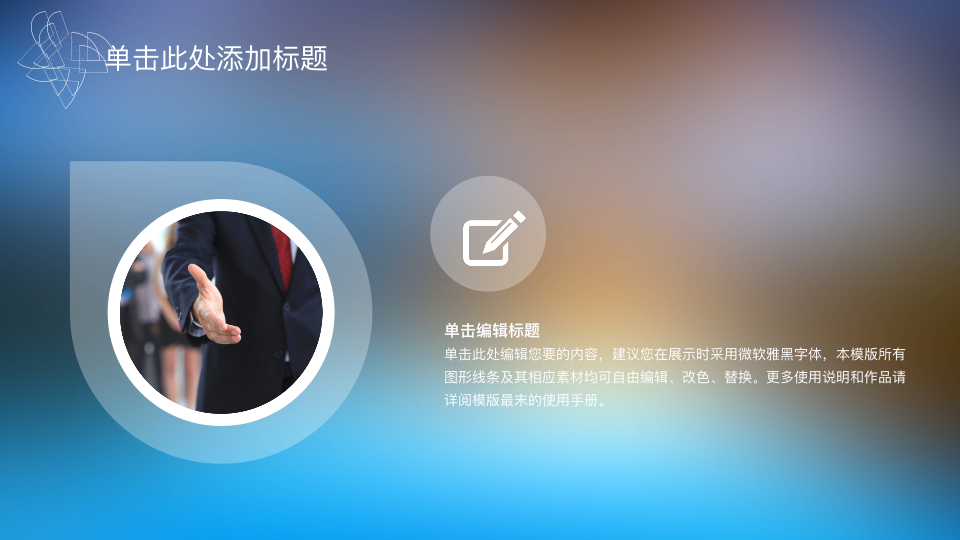 单击此处添加标题
单击编辑标题
单击此处编辑您要的内容，建议您在展示时采用微软雅黑字体，本模版所有
图形线条及其相应素材均可自由编辑、改色、替换。更多使用说明和作品请
详阅模版最末的使用手册。